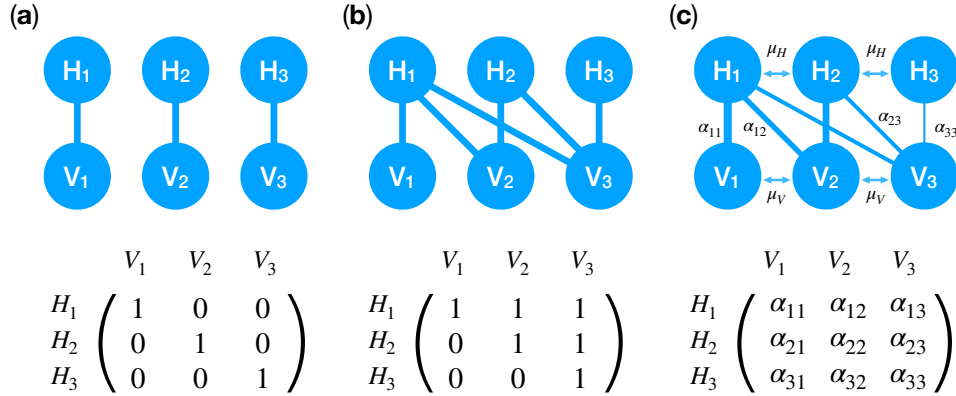 (a)
H1 H2 H3
V1 V2 V3
V1 V2 V3
H1 1 0 0
H2 0 1 0
H3 0 0 1
(b)
H1 H2 H3
V1 V2 V3
V1 V2 V3
H1 1 1 1
H2 0 1 1
H3 0 0 1
(c)
μH μH
H1 H2 H3
α11 α12 α23 α33
V1 V2 V3
μV μV
V1 V2 V3
H1 α11 α12 α13
H2 α21 α22 α23
H3 α31 α32 α33